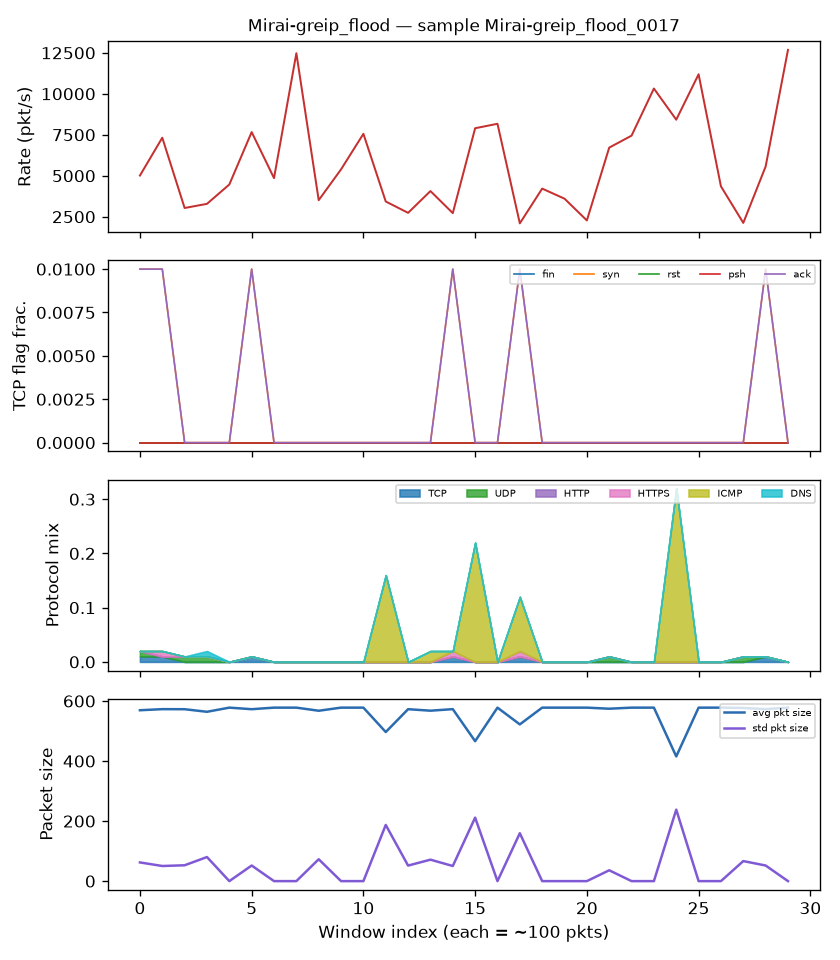 Mirai-greip_flood — sample Mirai-greip_flood_0017
Rate (pkt/s)
12500
10000
7500
5000
2500
TCP flag frac.
0.0100
0.0075
0.0050
0.0025
0.0000
fin syn rst psh ack
Protocol mix
0.3
0.2
0.1
0.0
TCP UDP HTTP HTTPS ICMP DNS
Packet size
600
400
200
0
avg pkt size
std pkt size
0 5 10 15 20 25 30
Window index (each = ~100 pkts)